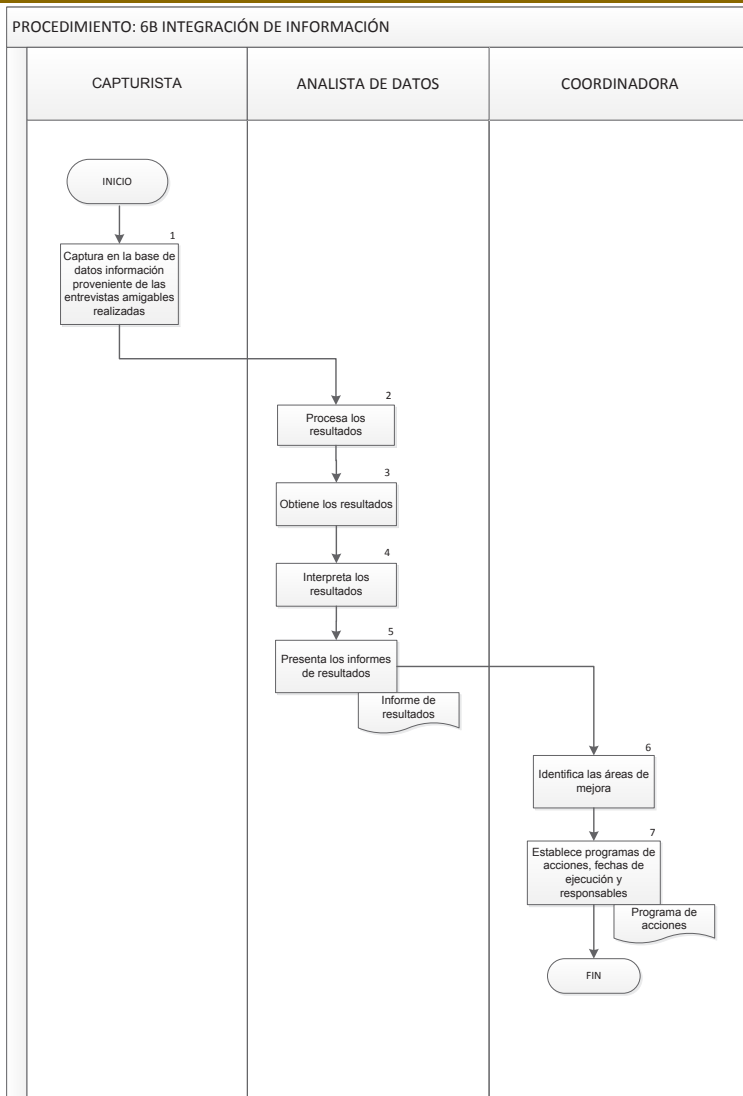 PROCEDIMIENTO: 6B INTEGRACIÓN DE INFORMACIÓN
CAPTURISTA
ANALISTA DE DATOS
COORDINADORA
INICIO
1
Captura en la base de
datos información
proveniente de las
entrevistas amigables
realizadas
2
Procesa los
resultados
3
Obtiene los resultados
4
Interpreta los
resultados
5
Presenta los informes
de resultados
Informe de
resultados
6
Identifica las áreas de
mejora
7
Establece programas de
acciones, fechas de
ejecución y
responsables
Programa de
acciones
FIN